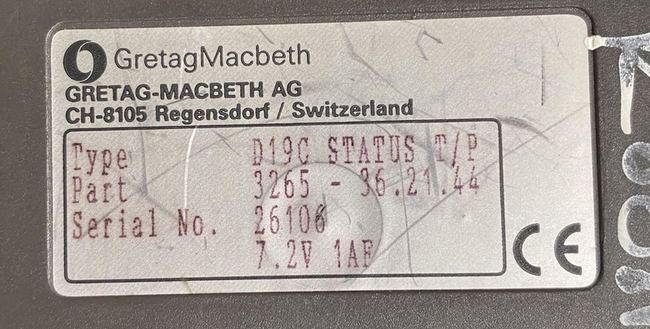 GretagMacbeth
GRETAG-MACBETH AG
CH-8105 Regensdorf / Switzerland
Type D19C STATUS T/P
Part 3265 - 36.21.44
Serial No. 26106
7.2V 1AF
CE